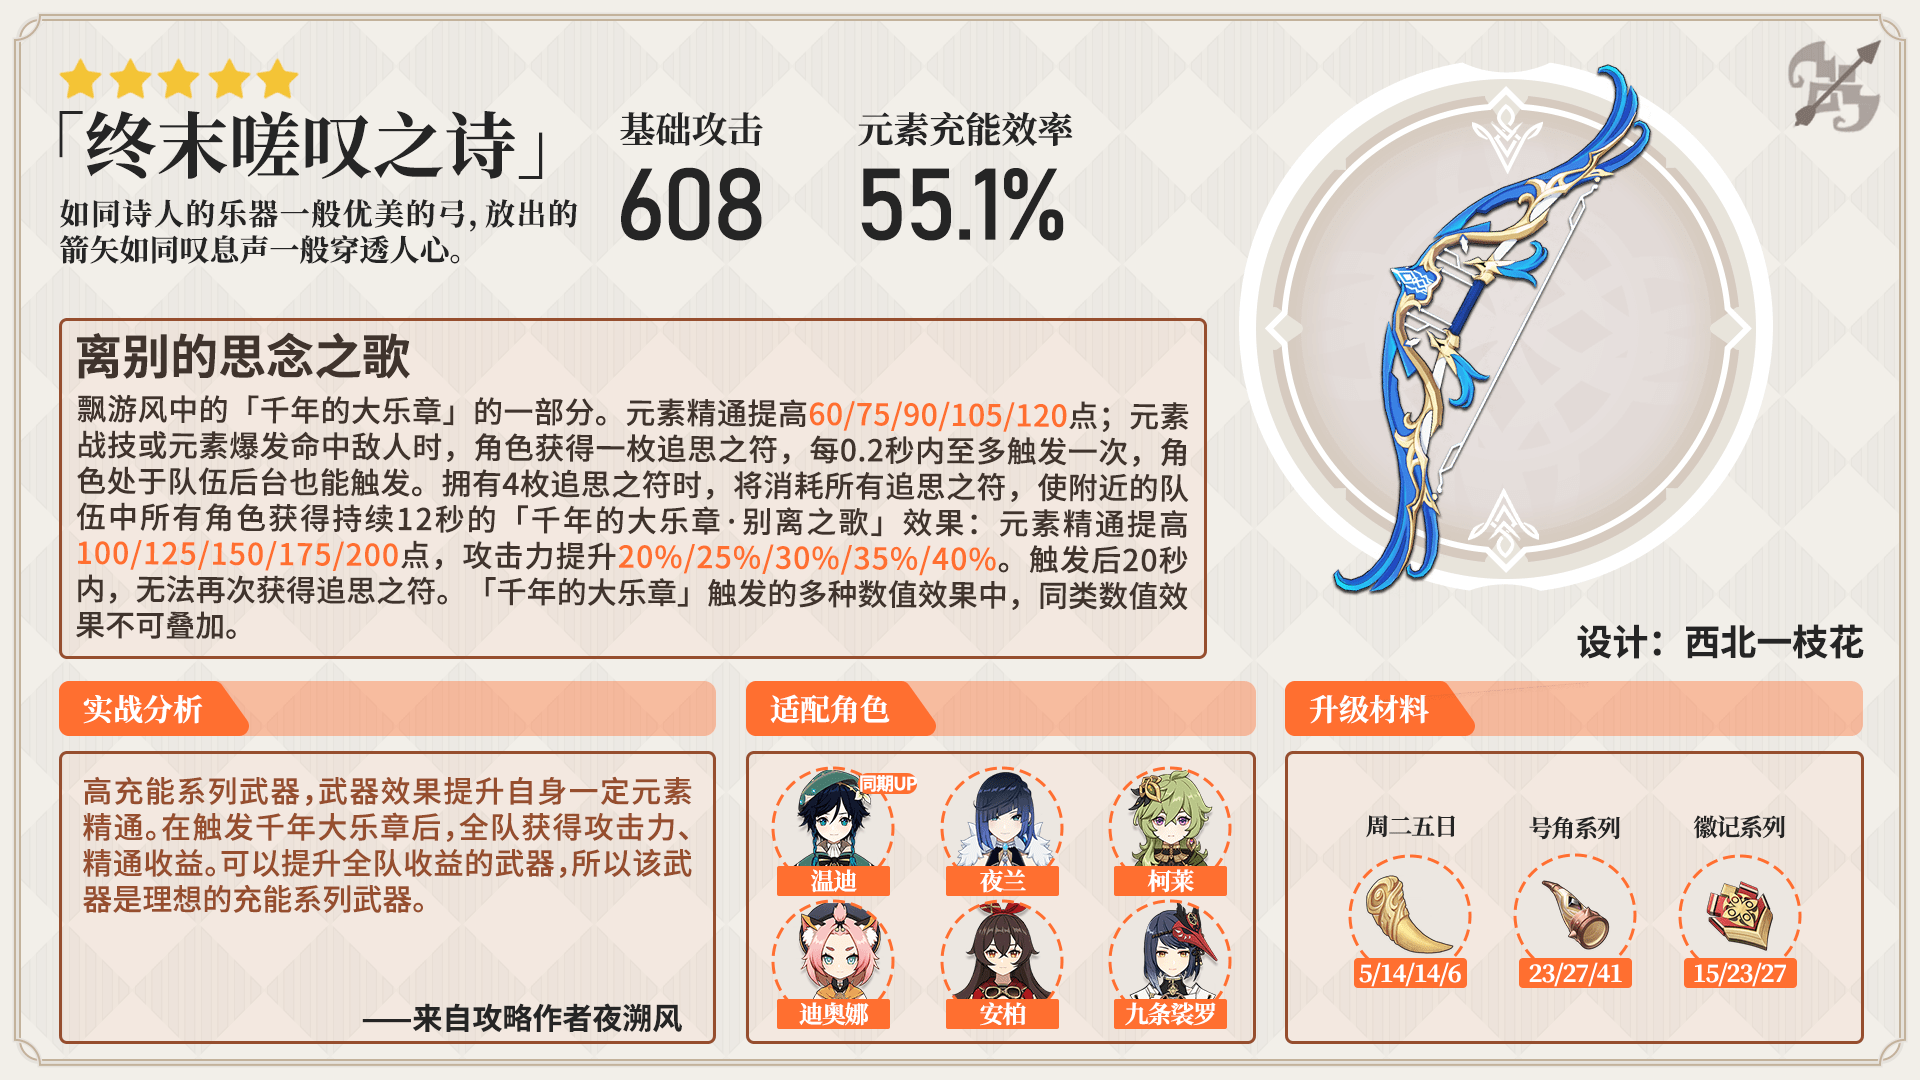 「终末嗟叹之诗」
如同诗人的乐器一般优美的弓，放出的
箭矢如同叹息声一般穿透人心。
基础攻击
608
元素充能效率
55.1%
离别的思念之歌
飘游风中的「千年的大乐章」的一部分。元素精通提高60/75/90/105/120点；元素
战技或元素爆发命中敌人时，角色获得一枚追思之符，每0.2秒内至多触发一次，角
色处于队伍后台也能触发。拥有4枚追思之符时，将消耗所有追思之符，使附近的队
伍中所有角色获得持续12秒的「千年的大乐章·别离之歌」效果：元素精通提高
100/125/150/175/200点，攻击力提升20%/25%/30%/35%/40%。触发后20秒
内，无法再次获得追思之符。「千年的大乐章」触发的多种数值效果中，同类数值效
果不可叠加。
设计：西北一枝花
实战分析
高充能系列武器，武器效果提升自身一定元素
精通。在触发千年大乐章后，全队获得攻击力、
精通收益。可以提升全队收益的武器，所以该武
器是理想的充能系列武器。
——来自攻略作者夜溯风
适配角色
同期UP
温迪
夜兰
柯莱
迪奥娜
安柏
九条裟罗
升级材料
周二五日
号角系列
徽记系列
5/14/14/6
23/27/41
15/23/27